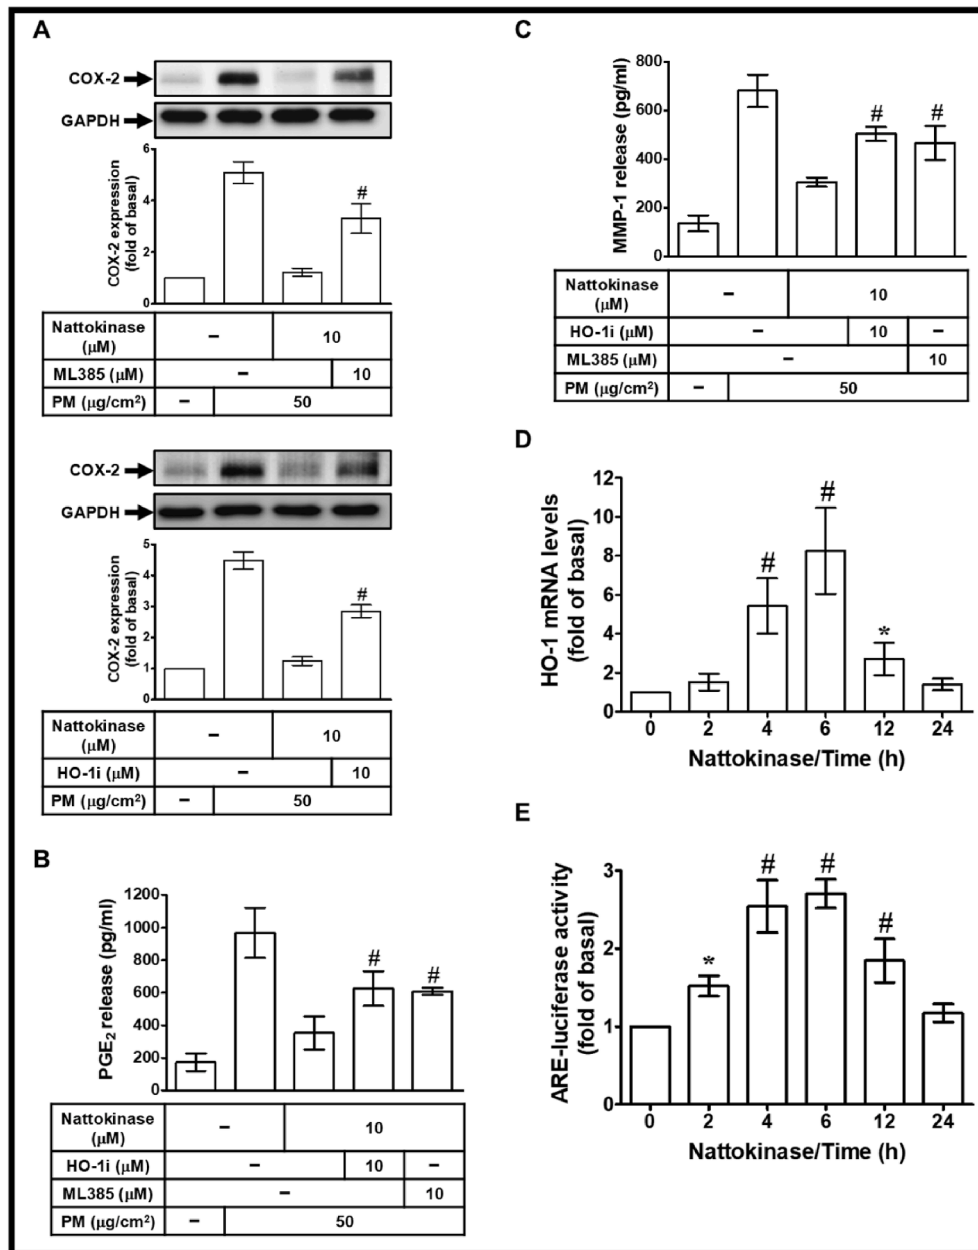 A
COX-2
GAPDH
COX-2 expression
(fold of basal)
6
4
2
0
#
Nattokinase
(μM)
–
10
ML385 (μM)
–
10
PM (μg/cm²)
–
50
COX-2
GAPDH
COX-2 expression
(fold of basal)
5
4
3
2
1
0
#
Nattokinase
(μM)
–
10
HO-1i (μM)
–
10
PM (μg/cm²)
–
50
B
PGE₂ release (pg/ml)
1200
1000
800
600
400
200
0
#
#
Nattokinase
(μM)
–
10
HO-1i (μM)
–
10
–
ML385 (μM)
–
10
PM (μg/cm²)
–
50
C
MMP-1 release (pg/ml)
800
600
400
200
0
#
#
Nattokinase
(μM)
–
10
HO-1i (μM)
–
10
–
ML385 (μM)
–
10
PM (μg/cm²)
–
50
D
HO-1 mRNA levels
(fold of basal)
12
10
8
6
4
2
0
#
#
*
0 2 4 6 12 24
Nattokinase/Time (h)
E
ARE-luciferase activity
(fold of basal)
3
2
1
0
*
#
#
#
0 2 4 6 12 24
Nattokinase/Time (h)